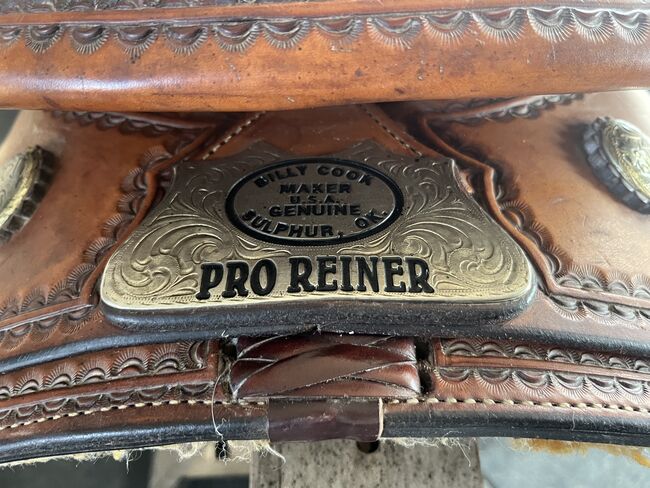 BILLY COOK
MAKER
U.S.A.
GENUINE
SULPHUR, OK.
PRO REINER